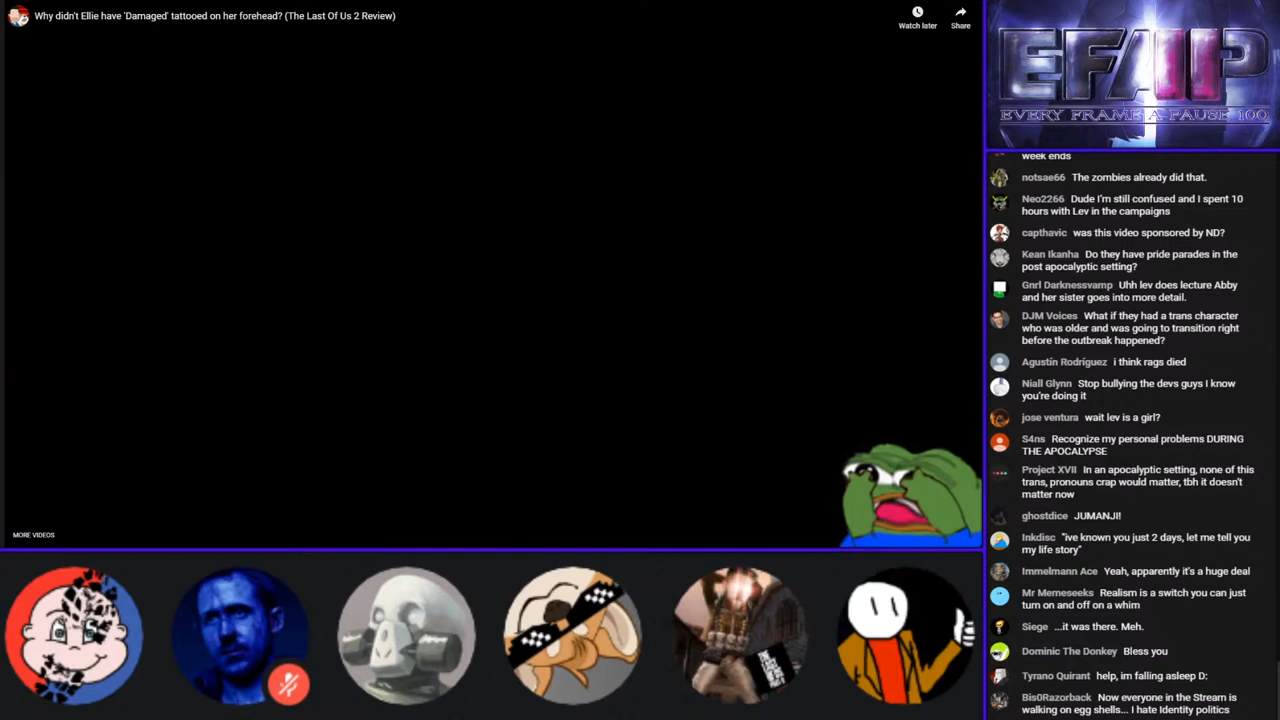 Why didn't Ellie have 'Damaged' tattooed on her forehead? (The Last Of Us 2 Review)
Watch later
Share
MORE VIDEOS
EFAP
EVERY FRAME A PAUSE 100
week ends
notsae66 The zombies already did that.
Neo2266 Dude I'm still confused and I spent 10
hours with Lev in the campaigns
capthavic was this video sponsored by ND?
Kean Ikanha Do they have pride parades in the
post apocalyptic setting?
Gnrl Darknessvamp Uhh lev does lecture Abby
and her sister goes into more detail.
DJM Voices What if they had a trans character
who was older and was going to transition right
before the outbreak happened?
Agustín Rodríguez i think rags died
Niall Glynn Stop bullying the devs guys I know
you're doing it
jose ventura wait lev is a girl?
S4ns Recognize my personal problems DURING
THE APOCALYPSE
Project XVII In an apocalyptic setting, none of this
trans, pronouns crap would matter, tbh it doesn't
matter now
ghostdice JUMANJI!
Inkdisc "ive known you just 2 days, let me tell you
my life story"
Immelmann Ace Yeah, apparently it's a huge deal
Mr Memeseeks Realism is a switch you can just
turn on and off on a whim
Siege ...it was there. Meh.
Dominic The Donkey Bless you
Tyrano Quirant help, im falling asleep D:
Bis0Razorback Now everyone in the Stream is
walking on egg shells... I hate Identity politics